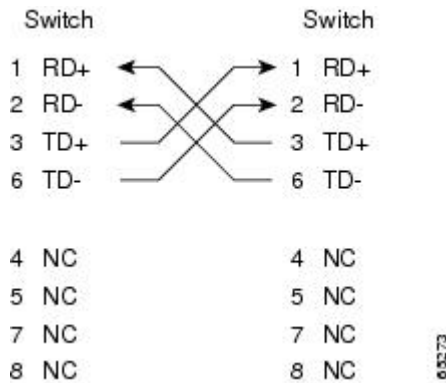 Switch Switch
1 RD+ 1 RD+
2 RD- 2 RD-
3 TD+ 3 TD+
6 TD- 6 TD-
4 NC 4 NC
5 NC 5 NC
7 NC 7 NC
8 NC 8 NC
65273